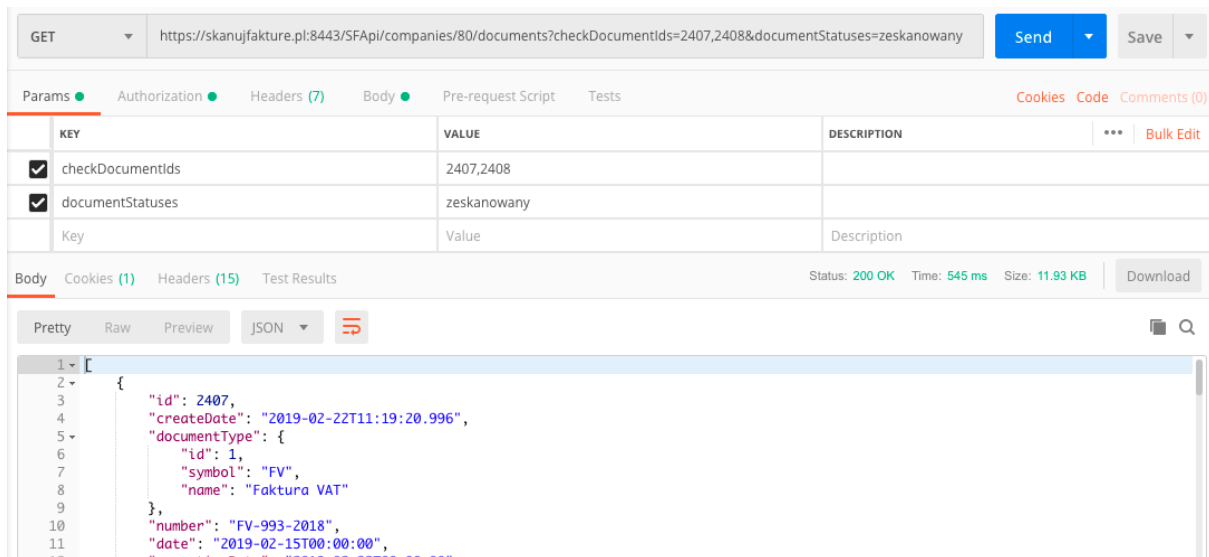 GET https://skanujfakture.pl:8443/SFApi/companies/80/documents?checkDocumentIds=2407,2408&documentStatuses=zeskanowany Send Save
Params Authorization Headers (7) Body Pre-request Script Tests Cookies Code Comments (0)
KEY VALUE DESCRIPTION ••• Bulk Edit
checkDocumentIds 2407,2408
documentStatuses zeskanowany
Key Value Description
Body Cookies (1) Headers (15) Test Results Status: 200 OK Time: 545 ms Size: 11.93 KB Download
Pretty Raw Preview JSON
1 [
2 {
3 "id": 2407,
4 "createDate": "2019-02-22T11:19:20.996",
5 "documentType": {
6 "id": 1,
7 "symbol": "FV",
8 "name": "Faktura VAT"
9 },
10 "number": "FV-993-2018",
11 "date": "2019-02-15T00:00:00",